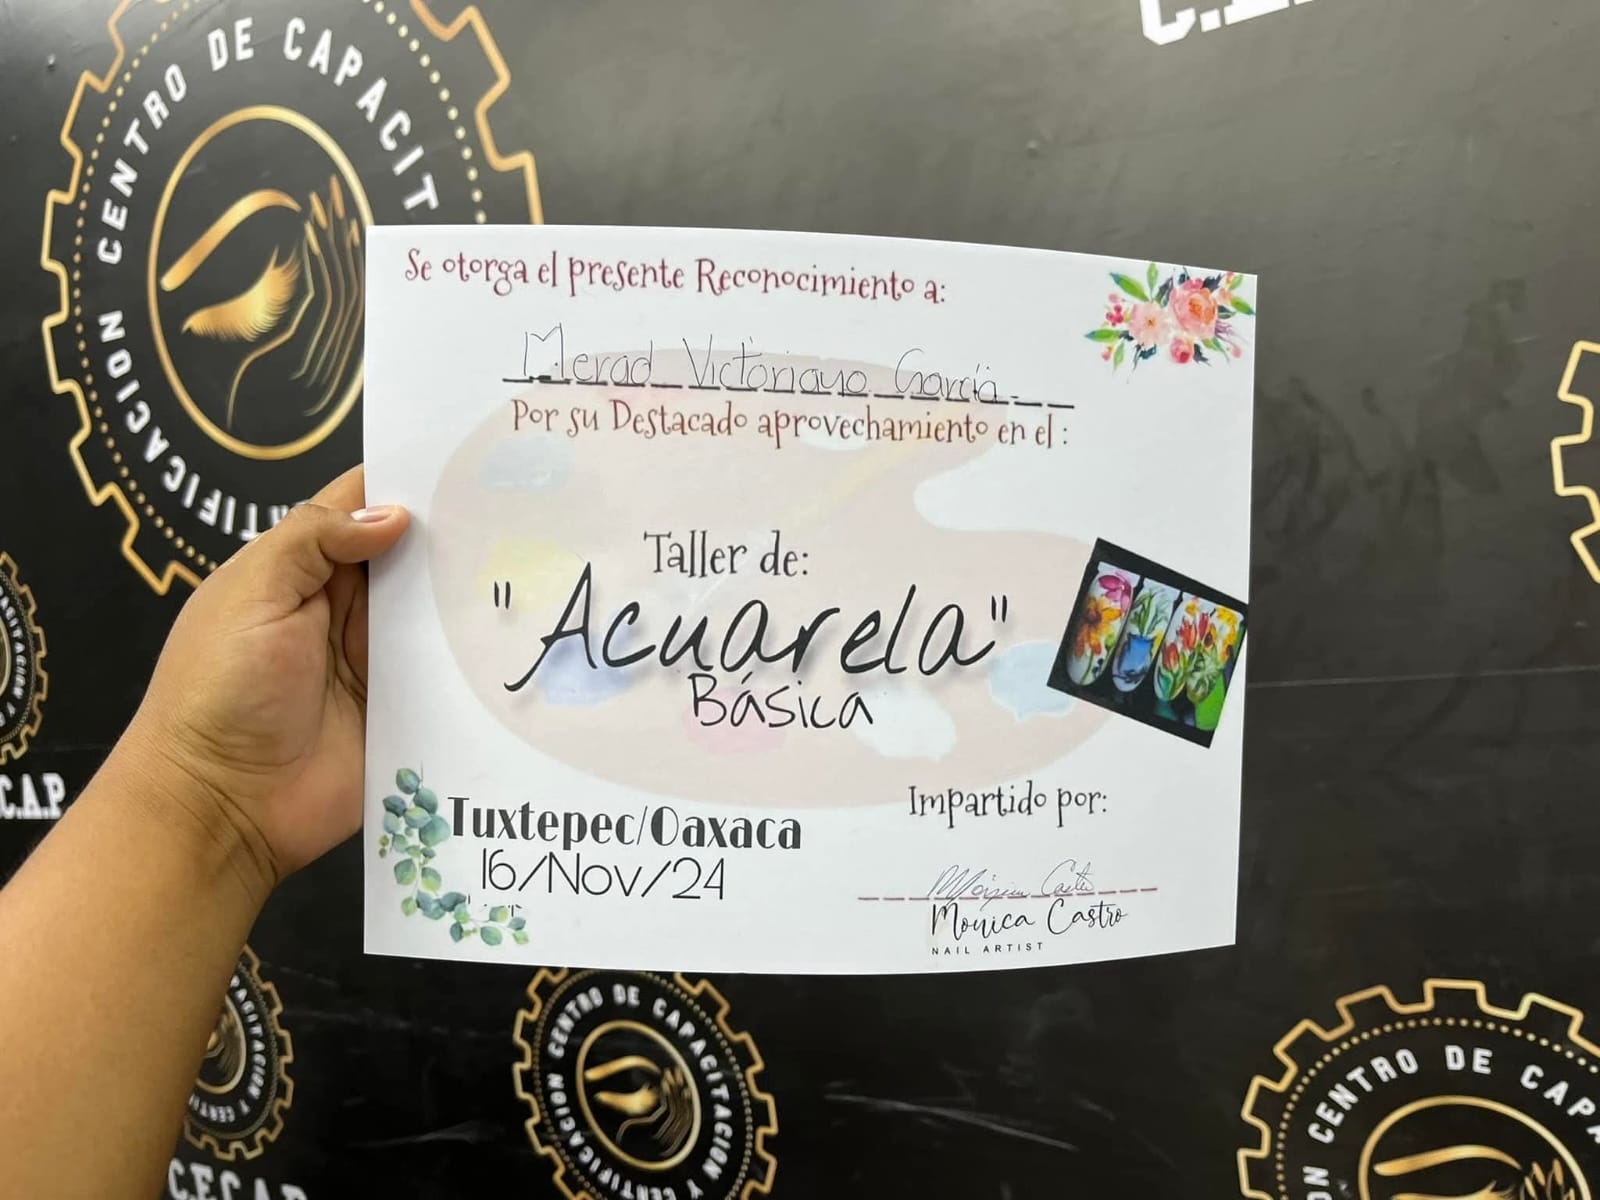 CENTRO DE CAPACIT
CERTIFICACION
Se otorga el presente Reconocimiento a:
Merad Victoriano García
Por su Destacado aprovechamiento en el :
Taller de:
"Acuarela"
Básica
Tuxtepec/Oaxaca
16/Nov/24
Impartido por:
Monica Castro
NAIL ARTIST
C.A.P
CENTRO DE CAPACITACION Y CERTIFICACION
CE.C.A.P
CENTRO DE CAPA